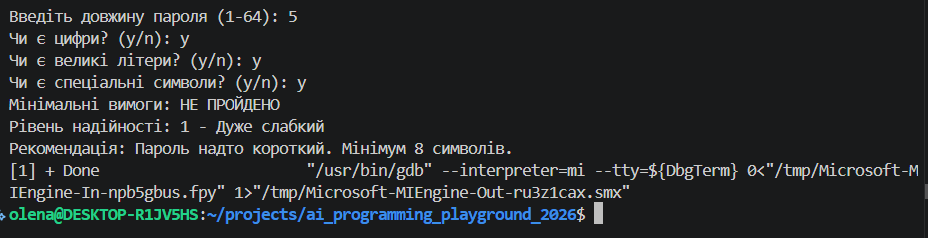 Введіть довжину пароля (1-64): 5
Чи є цифри? (y/n): y
Чи є великі літери? (y/n): y
Чи є спеціальні символи? (y/n): y
Мінімальні вимоги: НЕ ПРОЙДЕНО
Рівень надійності: 1 - Дуже слабкий
Рекомендація: Пароль надто короткий. Мінімум 8 символів.
[1] + Done                       "/usr/bin/gdb" --interpreter=mi --tty=${DbgTerm} 0<"/tmp/Microsoft-M
IEngine-In-npb5gbus.fpy" 1>"/tmp/Microsoft-MIEngine-Out-ru3z1cax.smx"
olena@DESKTOP-R1JV5HS:~/projects/ai_programming_playground_2026$